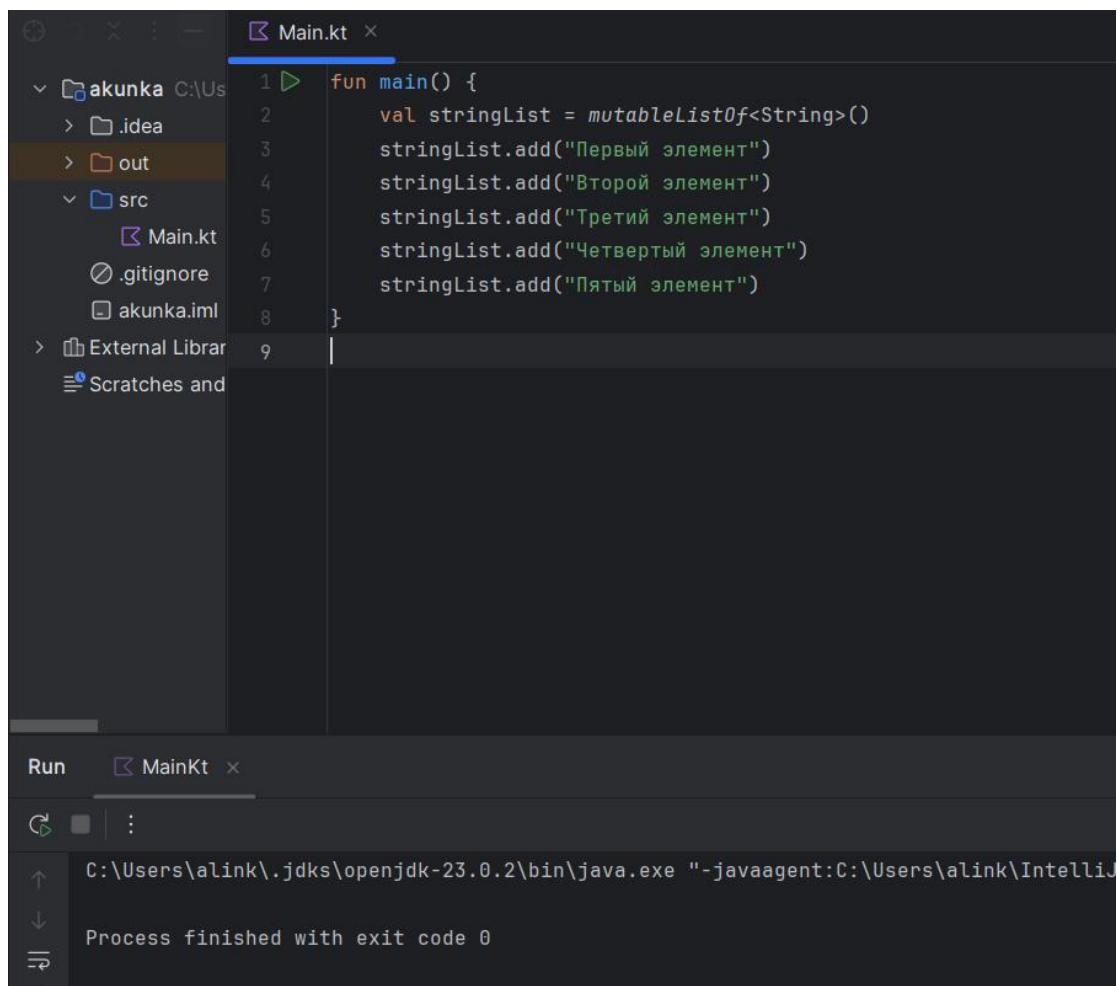 Main.kt ×
akunka C:\Us
.idea
out
src
Main.kt
.gitignore
akunka.iml
External Librar
Scratches and
1 fun main() {
2 val stringList = mutableListOf<String>()
3 stringList.add("Первый элемент")
4 stringList.add("Второй элемент")
5 stringList.add("Третий элемент")
6 stringList.add("Четвертый элемент")
7 stringList.add("Пятый элемент")
8 }
9
Run MainKt ×
C:\Users\alink\.jdks\openjdk-23.0.2\bin\java.exe "-javaagent:C:\Users\alink\IntelliJ
Process finished with exit code 0